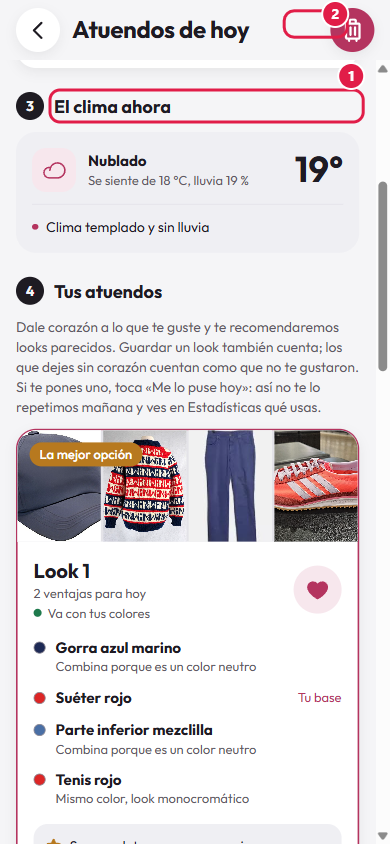 Atuendos de hoy
2
1
3 El clima ahora
Nublado
Se siente de 18 °C, lluvia 19 %
19°
Clima templado y sin lluvia
4 Tus atuendos
Dale corazón a lo que te guste y te recomendaremos
looks parecidos. Guardar un look también cuenta; los
que dejes sin corazón cuentan como que no te gustaron.
Si te pones uno, toca «Me lo puse hoy»: así no te lo
repetimos mañana y ves en Estadísticas qué usas.
La mejor opción
Look 1
2 ventajas para hoy
Va con tus colores
Gorra azul marino
Combina porque es un color neutro
Suéter rojo
Tu base
Parte inferior mezclilla
Combina porque es un color neutro
Tenis rojo
Mismo color, look monocromático